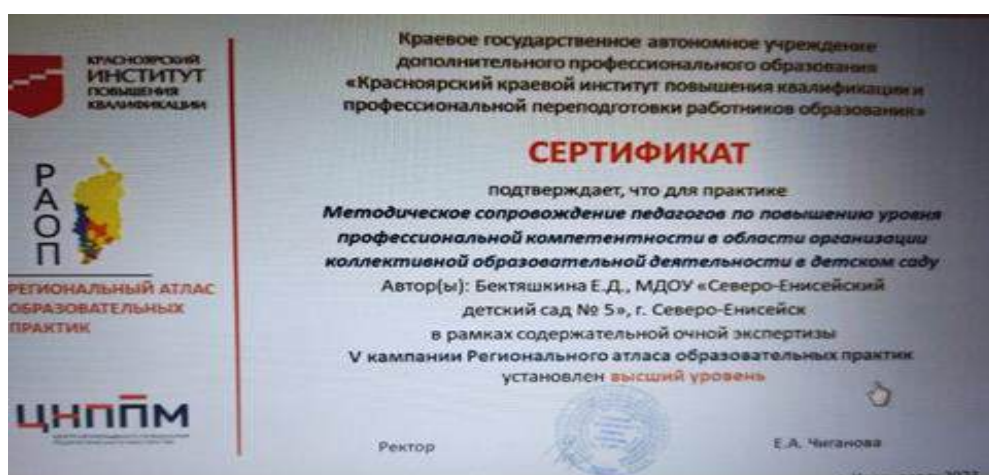 КРАСНОЯРСКИЙ
ИНСТИТУТ
ПОВЫШЕНИЯ
КВАЛИФИКАЦИИ
Р
А
О
П
РЕГИОНАЛЬНЫЙ АТЛАС
ОБРАЗОВАТЕЛЬНЫХ
ПРАКТИК
ЦНППМ
Краевое государственное автономное учреждение
дополнительного профессионального образования
«Красноярский краевой институт повышения квалификации и
профессиональной переподготовки работников образования»
СЕРТИФИКАТ
подтверждает, что для практике
Методическое сопровождение педагогов по повышению уровня
профессиональной компетентности в области организации
коллективной образовательной деятельности в детском саду
Автор(ы): Бектяшкина Е.Д., МДОУ «Северо-Енисейский
детский сад № 5», г. Северо-Енисейск
в рамках содержательной очной экспертизы
V кампании Регионального атласа образовательных практик
установлен высший уровень
Ректор
Е.А. Чиганова